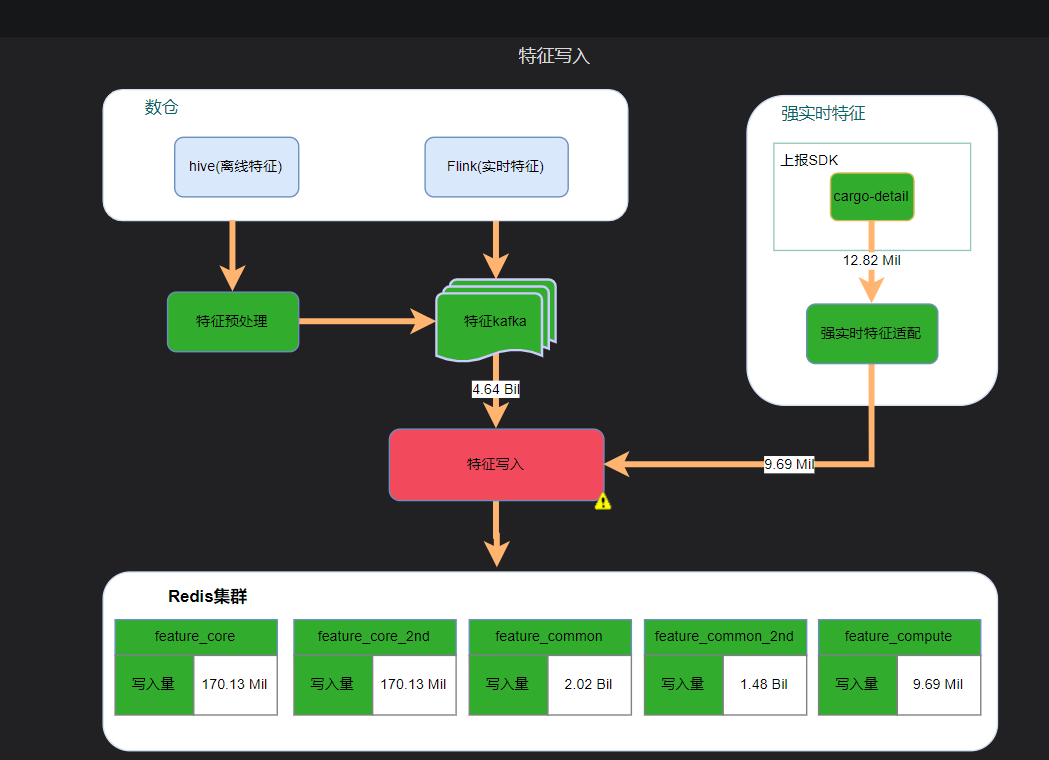 特征写入
数仓
hive(离线特征)
Flink(实时特征)
强实时特征
上报SDK
cargo-detail
12.82 Mil
特征预处理
特征kafka
强实时特征适配
4.64 Bil
特征写入
9.69 Mil
Redis集群
feature_core
写入量
170.13 Mil
feature_core_2nd
写入量
170.13 Mil
feature_common
写入量
2.02 Bil
feature_common_2nd
写入量
1.48 Bil
feature_compute
写入量
9.69 Mil